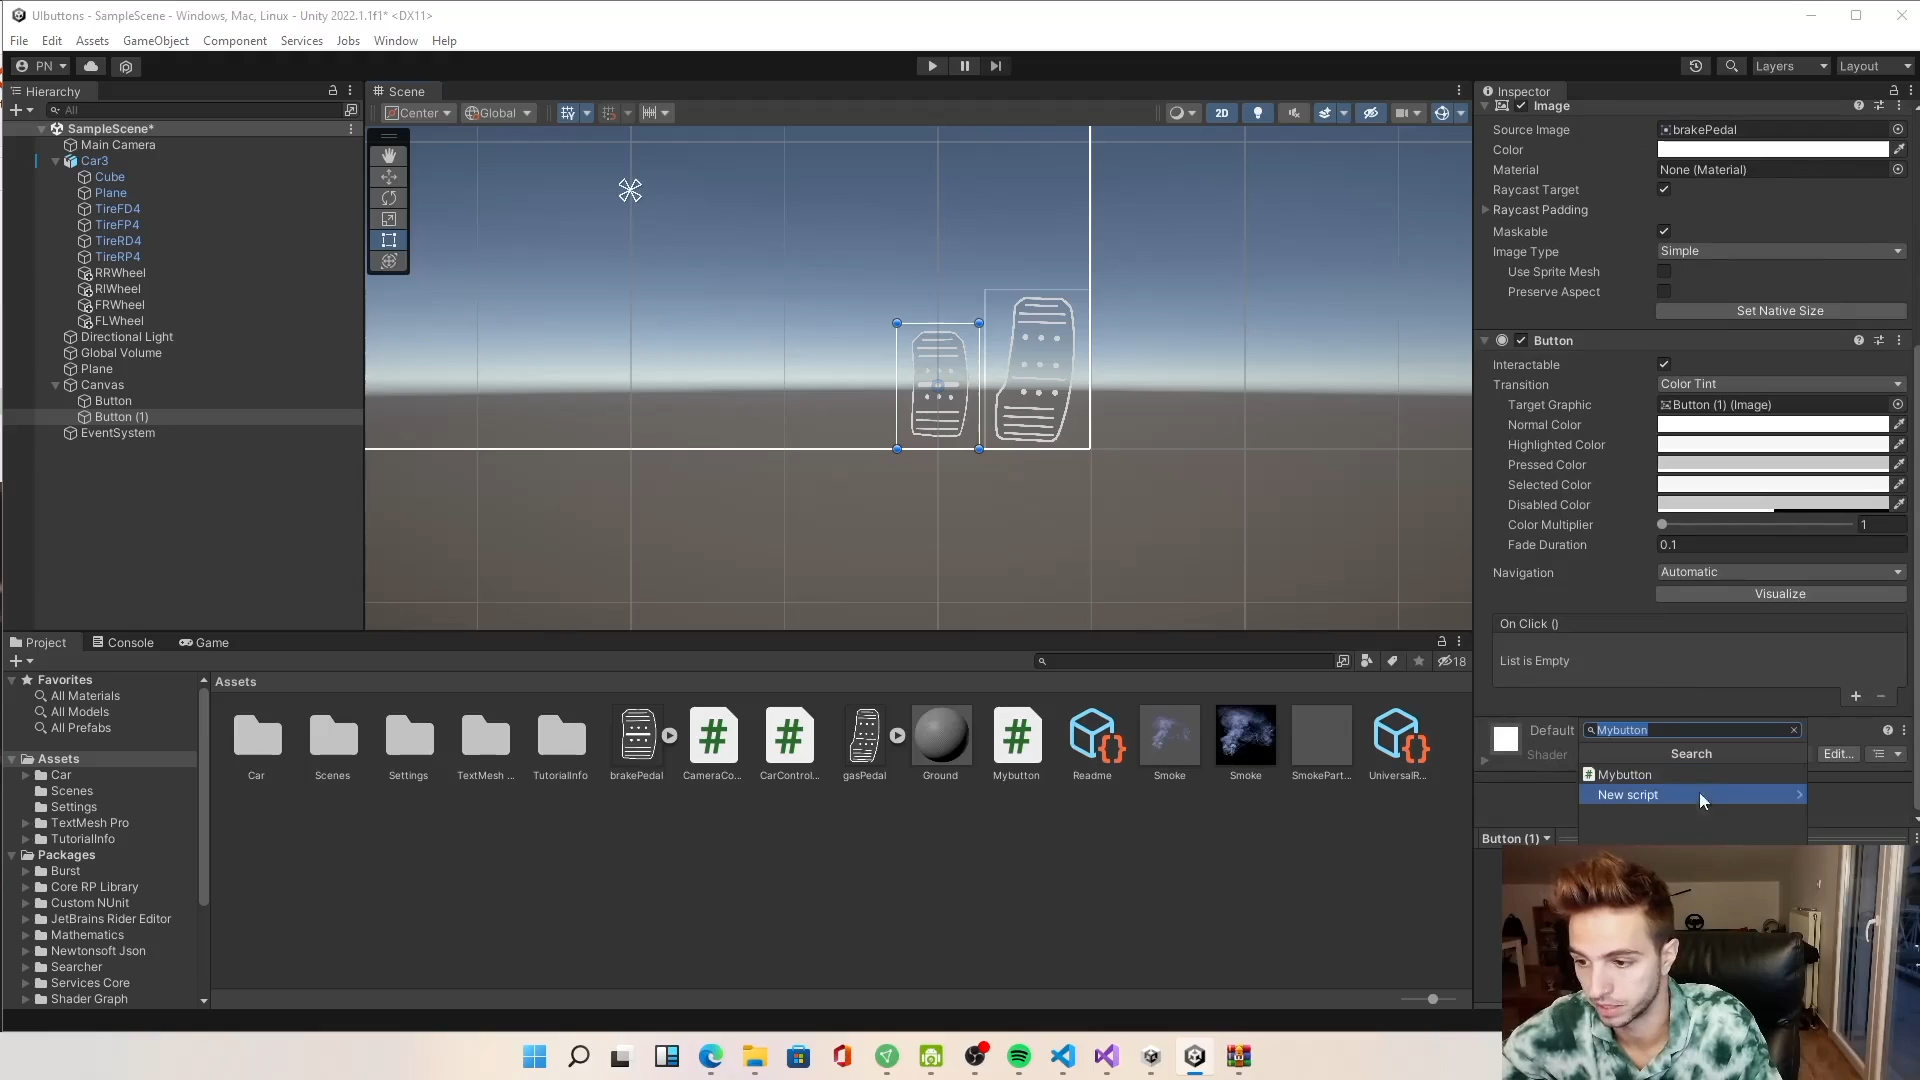 UIbuttons - SampleScene - Windows, Mac, Linux - Unity 2022.1.1f1* <DX11>
File Edit Assets GameObject Component Services Jobs Window Help
PN Layers Layout
Hierarchy
All
SampleScene*
Main Camera
Car3
Cube
Plane
TireFD4
TireFP4
TireRD4
TireRP4
RRWheel
RlWheel
FRWheel
FLWheel
Directional Light
Global Volume
Plane
Canvas
Button
Button (1)
EventSystem
Scene
Center Global 2D
Inspector
Image
Source Image brakePedal
Color
Material None (Material)
Raycast Target
Raycast Padding
Maskable
Image Type Simple
Use Sprite Mesh
Preserve Aspect
Set Native Size
Button
Interactable
Transition Color Tint
Target Graphic Button (1) (Image)
Normal Color
Highlighted Color
Pressed Color
Selected Color
Disabled Color
Color Multiplier 1
Fade Duration 0.1
Navigation Automatic
Visualize
On Click ()
List is Empty
Default
Shader Edit...
Mybutton
Search
Mybutton
New script
Button (1)
Project Console Game
18
Favorites
All Materials
All Models
All Prefabs
Assets
Car
Scenes
Settings
TextMesh Pro
TutorialInfo
Packages
Burst
Core RP Library
Custom NUnit
JetBrains Rider Editor
Mathematics
Newtonsoft Json
Searcher
Services Core
Shader Graph
Assets
Car Scenes Settings TextMesh ... TutorialInfo brakePedal CameraCo... CarControl... gasPedal Ground Mybutton Readme Smoke Smoke SmokePart... UniversalR...